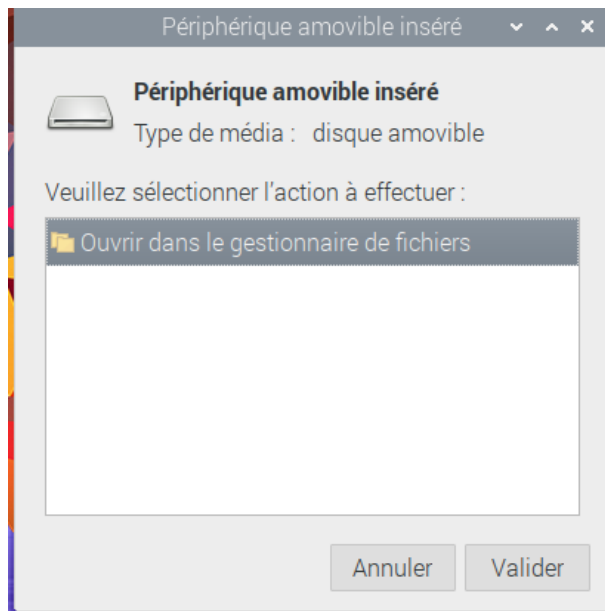 Périphérique amovible inséré
Périphérique amovible inséré
Type de média : disque amovible
Veuillez sélectionner l'action à effectuer :
Ouvrir dans le gestionnaire de fichiers
Annuler Valider